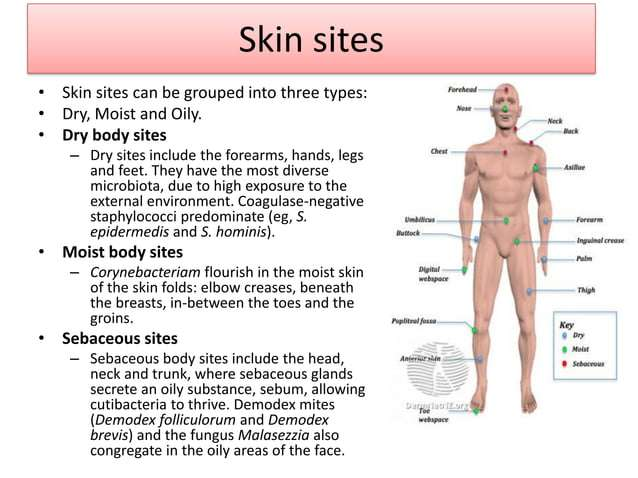 Skin sites
• Skin sites can be grouped into three types:
• Dry, Moist and Oily.
• Dry body sites
– Dry sites include the forearms, hands, legs
and feet. They have the most diverse
microbiota, due to high exposure to the
external environment. Coagulase-negative
staphylococci predominate (eg, S.
epidermedis and S. hominis).
• Moist body sites
– Corynebacteriam flourish in the moist skin
of the skin folds: elbow creases, beneath
the breasts, in-between the toes and the
groins.
• Sebaceous sites
– Sebaceous body sites include the head,
neck and trunk, where sebaceous glands
secrete an oily substance, sebum, allowing
cutibacteria to thrive. Demodex mites
(Demodex folliculorum and Demodex
brevis) and the fungus Malasezzia also
congregate in the oily areas of the face.
Forehead
Nose
Neck
Back
Chest
Axillae
Umbilicus
Forearm
Buttock
Inguinal crease
Palm
Digital
webspace
Thigh
Popliteal fossa
Key
Dry
Moist
Sebaceous
Anterior skin
DermNetNZ.org
Toe
webspace